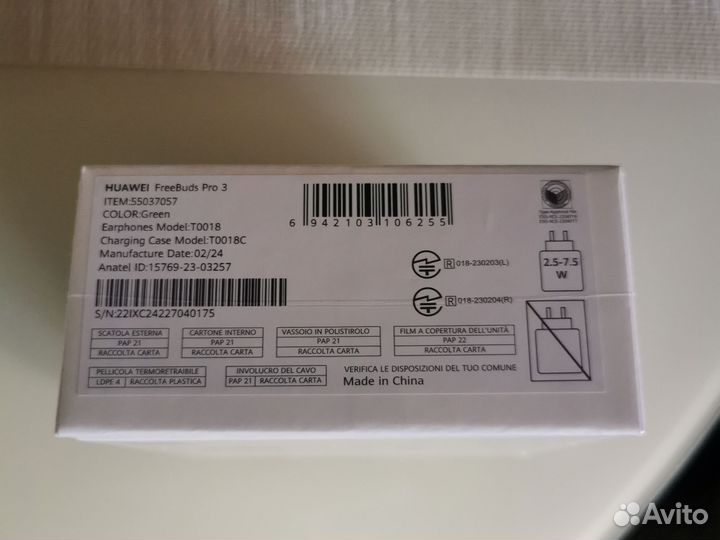 HUAWEI FreeBuds Pro 3
ITEM:55037057
COLOR:Green
Earphones Model:T0018
Charging Case Model:T0018C
Manufacture Date:02/24
Anatel ID:15769-23-03257
S/N:22IXC24227040175
6 942103 106255
R 018-230203(L)
R 018-230204(R)
2.5-7.5
W
SCATOLA ESTERNA
PAP 21
RACCOLTA CARTA
CARTONE INTERNO
PAP 21
RACCOLTA CARTA
VASSOIO IN POLISTIROLO
PAP 21
RACCOLTA CARTA
FILM A COPERTURA DELL'UNITÀ
PAP 22
RACCOLTA CARTA
PELLICOLA TERMORETRAIBILE
LDPE 4 RACCOLTA PLASTICA
INVOLUCRO DEL CAVO
PAP 21 RACCOLTA CARTA
VERIFICA LE DISPOSIZIONI DEL TUO COMUNE
Made in China
Avito